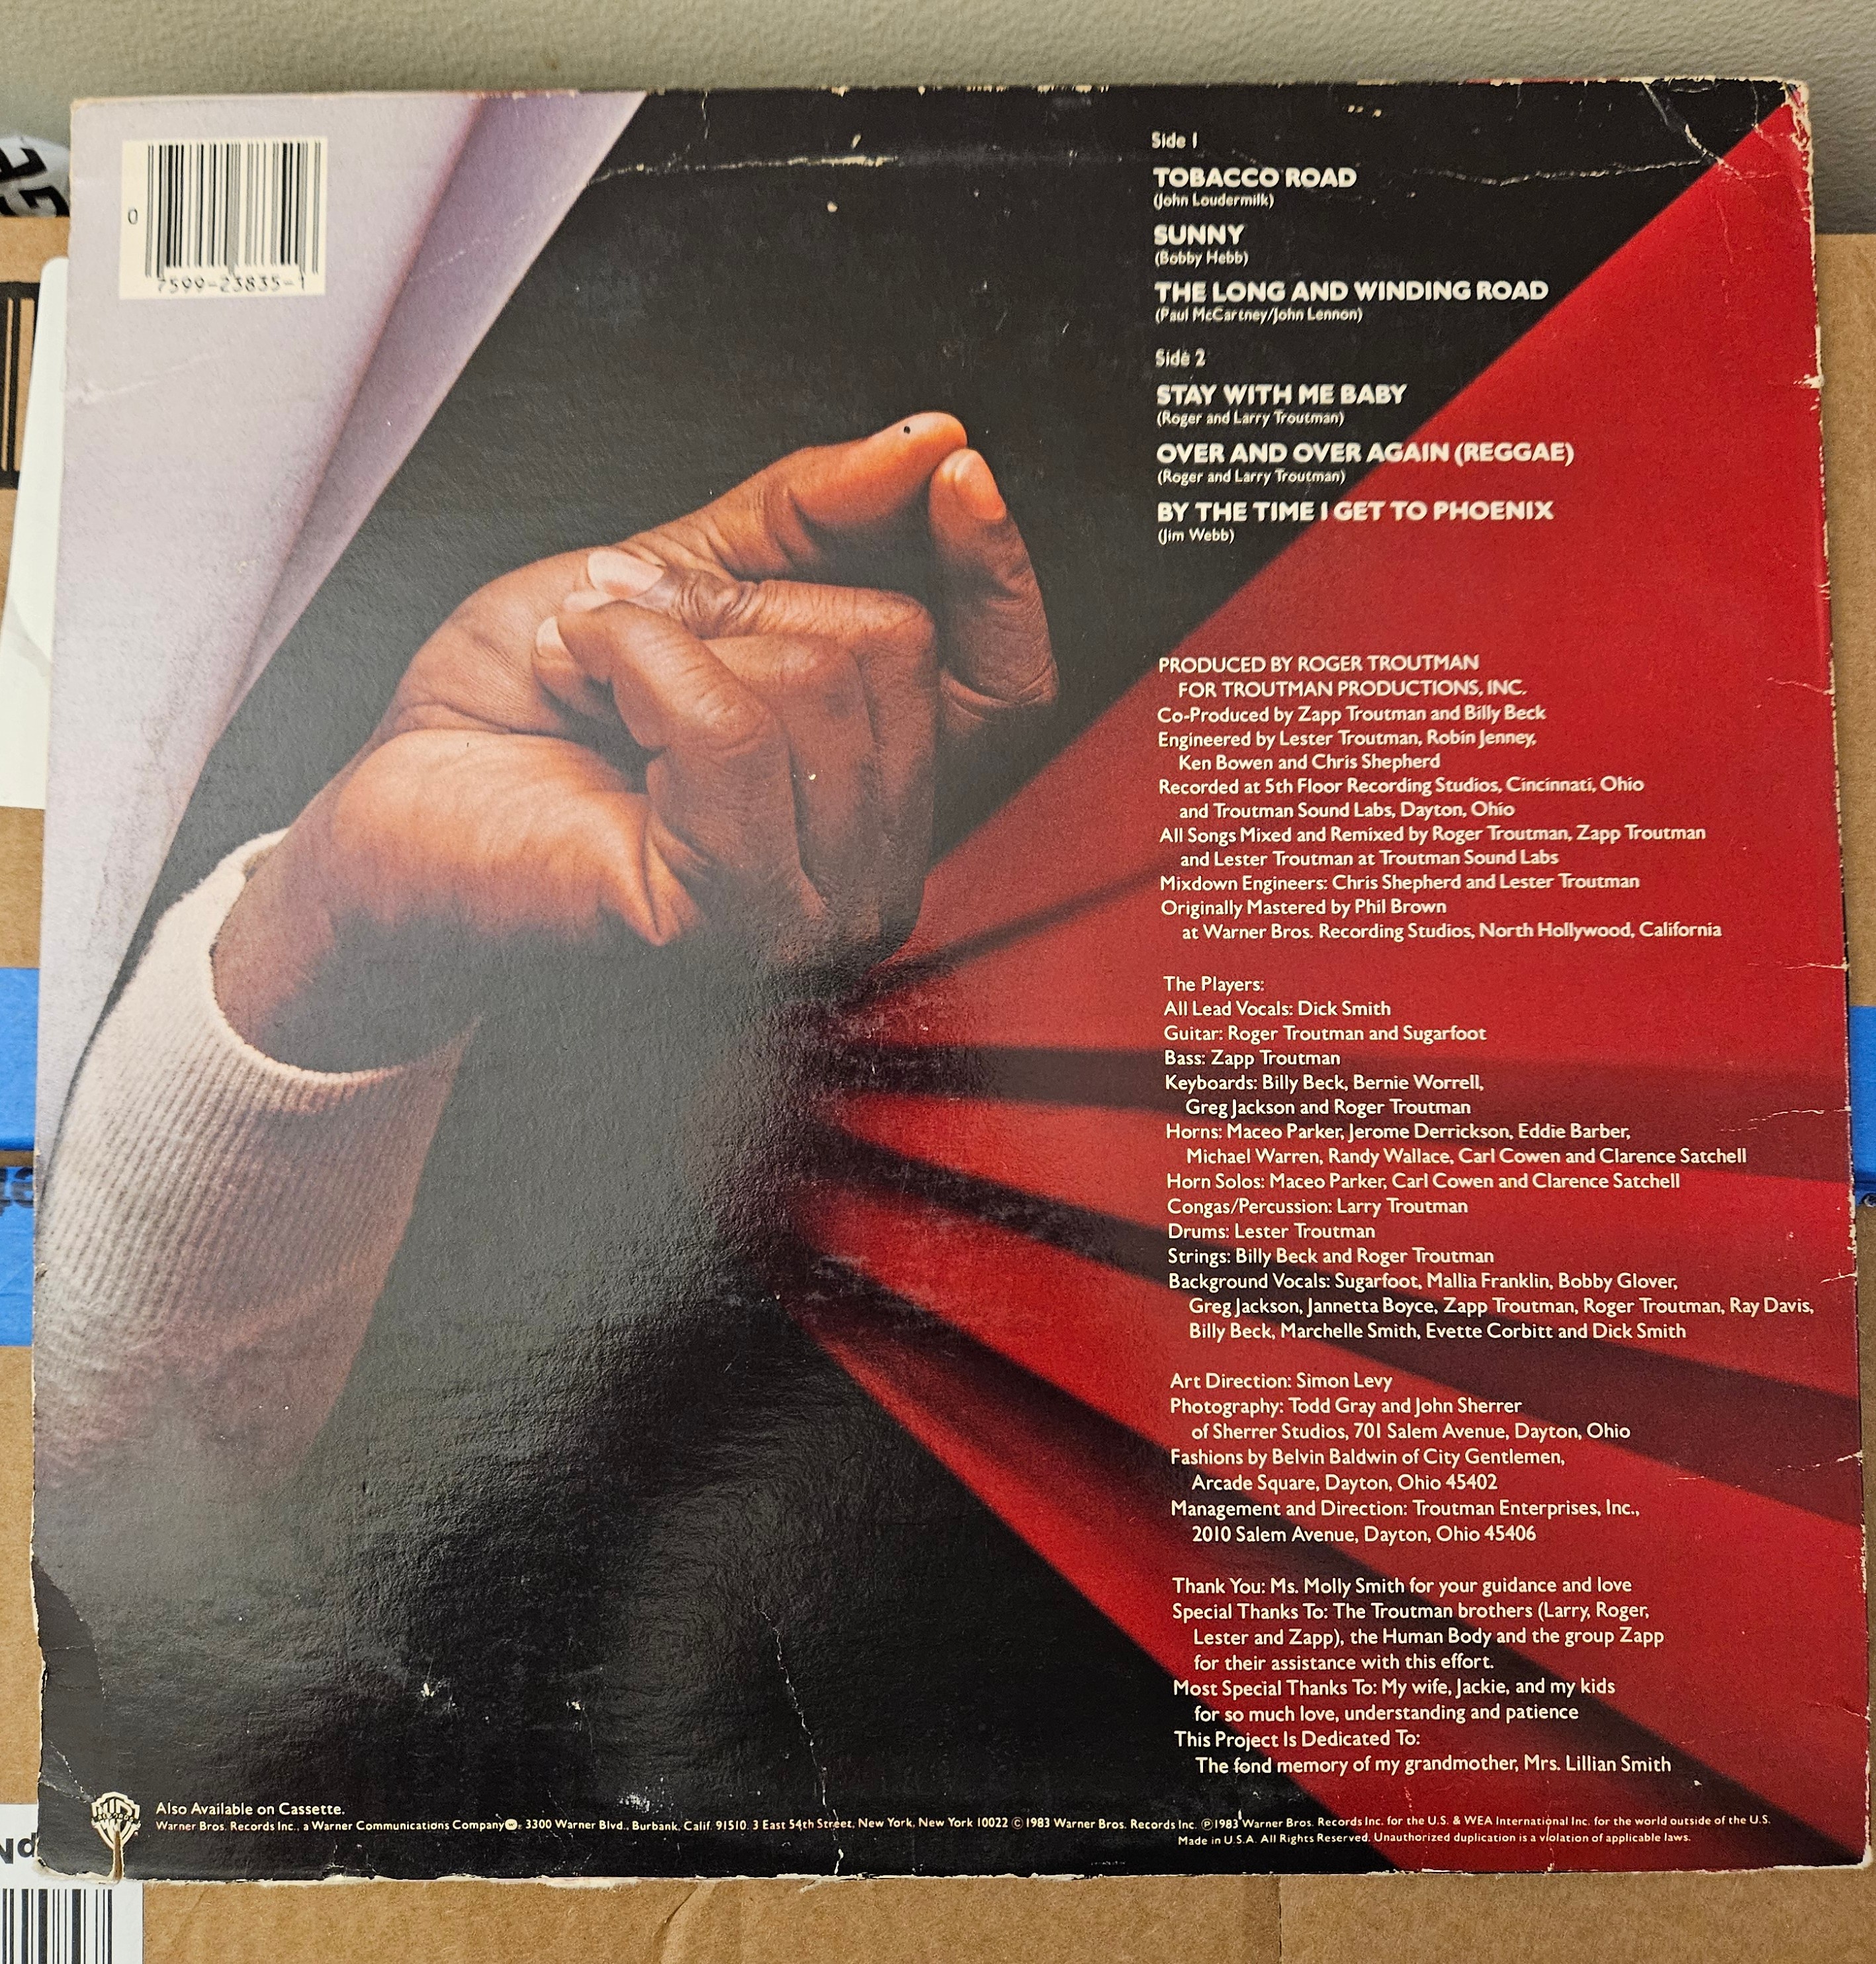 0
7599-23835-1
Side 1
TOBACCO ROAD
(John Loudermilk)
SUNNY
(Bobby Hebb)
THE LONG AND WINDING ROAD
(Paul McCartney/John Lennon)
Side 2
STAY WITH ME BABY
(Roger and Larry Troutman)
OVER AND OVER AGAIN (REGGAE)
(Roger and Larry Troutman)
BY THE TIME I GET TO PHOENIX
(Jim Webb)
PRODUCED BY ROGER TROUTMAN
FOR TROUTMAN PRODUCTIONS, INC.
Co-Produced by Zapp Troutman and Billy Beck
Engineered by Lester Troutman, Robin Jenney,
Ken Bowen and Chris Shepherd
Recorded at 5th Floor Recording Studios, Cincinnati, Ohio
and Troutman Sound Labs, Dayton, Ohio
All Songs Mixed and Remixed by Roger Troutman, Zapp Troutman
and Lester Troutman at Troutman Sound Labs
Mixdown Engineers: Chris Shepherd and Lester Troutman
Originally Mastered by Phil Brown
at Warner Bros. Recording Studios, North Hollywood, California
The Players:
All Lead Vocals: Dick Smith
Guitar: Roger Troutman and Sugarfoot
Bass: Zapp Troutman
Keyboards: Billy Beck, Bernie Worrell,
Greg Jackson and Roger Troutman
Horns: Maceo Parker, Jerome Derrickson, Eddie Barber,
Michael Warren, Randy Wallace, Carl Cowen and Clarence Satchell
Horn Solos: Maceo Parker, Carl Cowen and Clarence Satchell
Congas/Percussion: Larry Troutman
Drums: Lester Troutman
Strings: Billy Beck and Roger Troutman
Background Vocals: Sugarfoot, Mallia Franklin, Bobby Glover,
Greg Jackson, Jannetta Boyce, Zapp Troutman, Roger Troutman, Ray Davis,
Billy Beck, Marchelle Smith, Evette Corbitt and Dick Smith
Art Direction: Simon Levy
Photography: Todd Gray and John Sherrer
of Sherrer Studios, 701 Salem Avenue, Dayton, Ohio
Fashions by Belvin Baldwin of City Gentlemen,
Arcade Square, Dayton, Ohio 45402
Management and Direction: Troutman Enterprises, Inc.,
2010 Salem Avenue, Dayton, Ohio 45406
Thank You: Ms. Molly Smith for your guidance and love
Special Thanks To: The Troutman brothers (Larry, Roger,
Lester and Zapp), the Human Body and the group Zapp
for their assistance with this effort.
Most Special Thanks To: My wife, Jackie, and my kids
for so much love, understanding and patience
This Project Is Dedicated To:
The fond memory of my grandmother, Mrs. Lillian Smith
Also Available on Cassette.
Warner Bros. Records Inc., a Warner Communications Company, 3300 Warner Blvd., Burbank, Calif. 91510. 3 East 54th Street, New York, New York 10022 © 1983 Warner Bros. Records Inc. ℗ 1983 Warner Bros. Records Inc. for the U.S. & WEA International Inc. for the world outside of the U.S.
Made in U.S.A. All Rights Reserved. Unauthorized duplication is a violation of applicable laws.